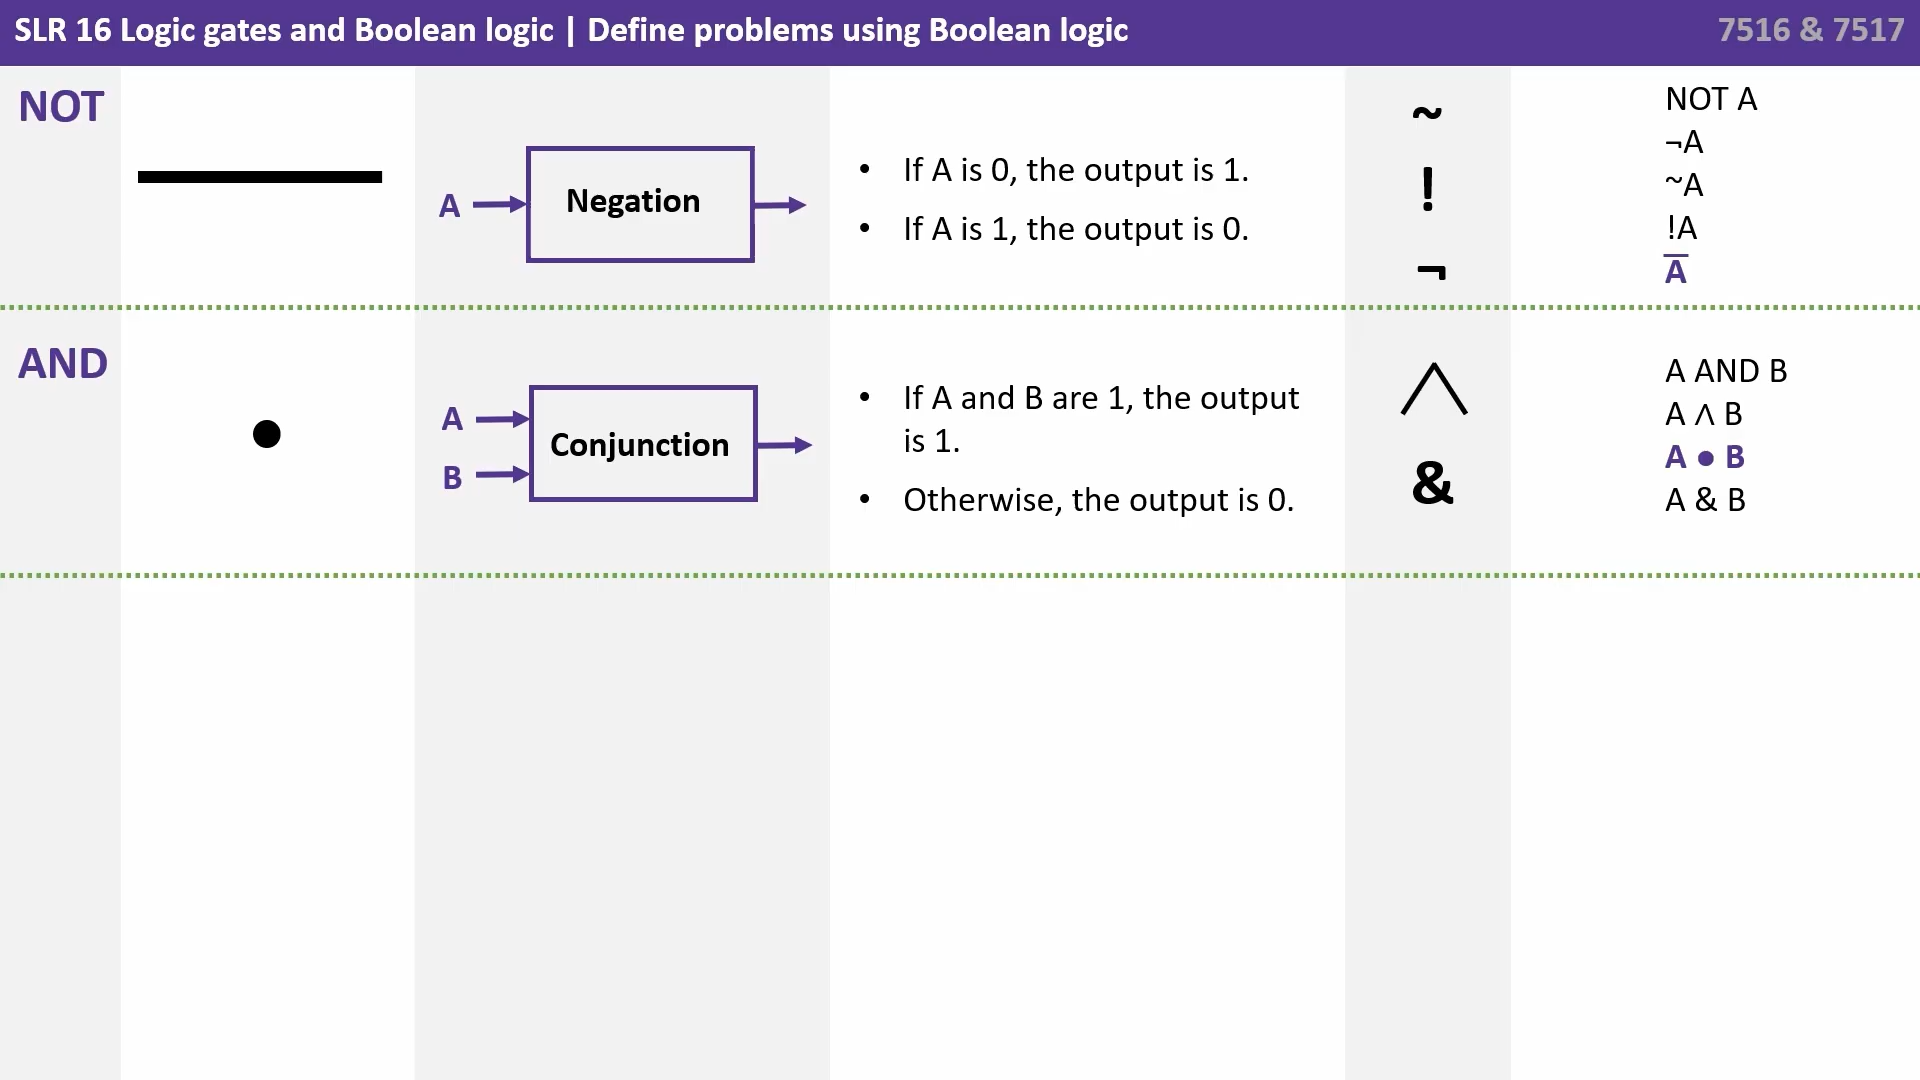 SLR 16 Logic gates and Boolean logic | Define problems using Boolean logic
7516 & 7517
NOT
A
Negation
• If A is 0, the output is 1.
• If A is 1, the output is 0.
~
!
¬
NOT A
¬A
~A
!A
A̅
AND
●
A
B
Conjunction
• If A and B are 1, the output
is 1.
• Otherwise, the output is 0.
∧
&
A AND B
A ∧ B
A ● B
A & B